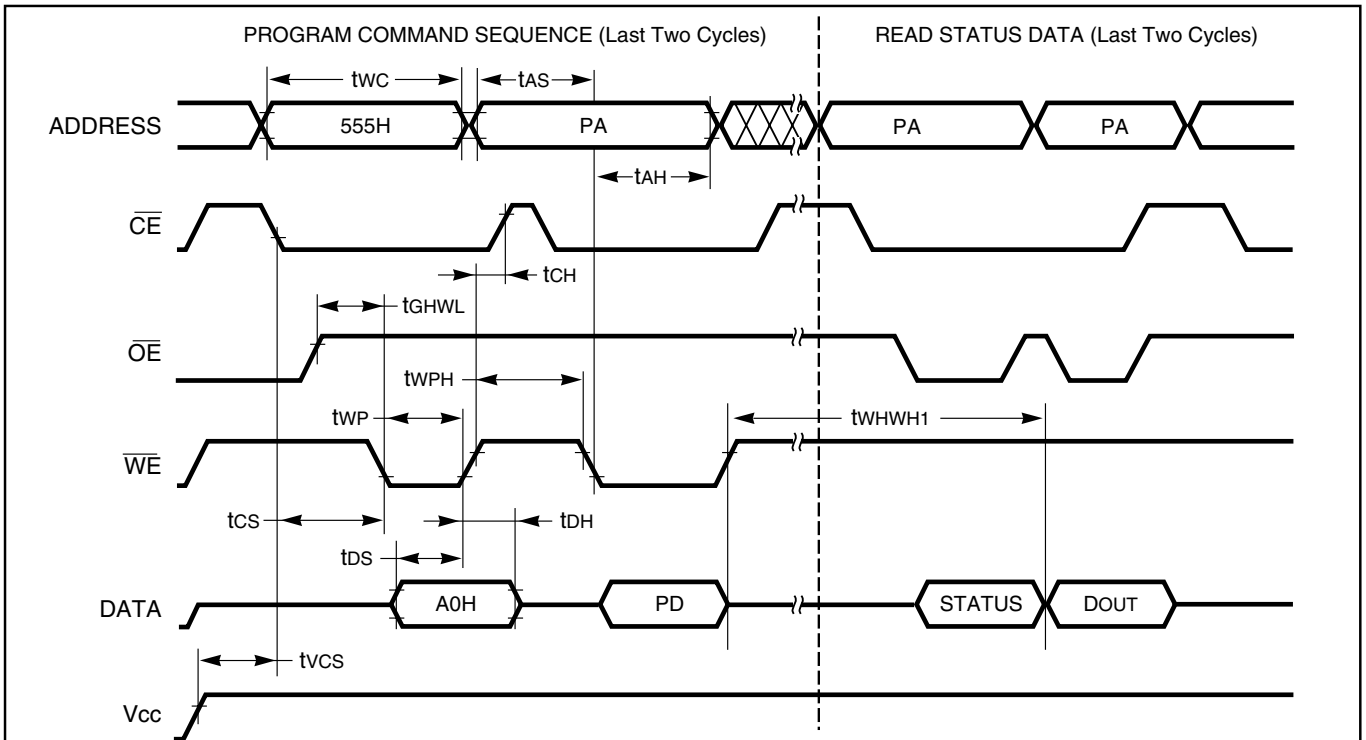 PROGRAM COMMAND SEQUENCE (Last Two Cycles)
READ STATUS DATA (Last Two Cycles)
tWC
tAS
ADDRESS
555H
PA
PA
PA
tAH
CE
tCH
tGHWL
OE
tWPH
tWP
tWHWH1
WE
tCS
tDH
tDS
DATA
A0H
PD
STATUS
DOUT
tVCS
Vcc